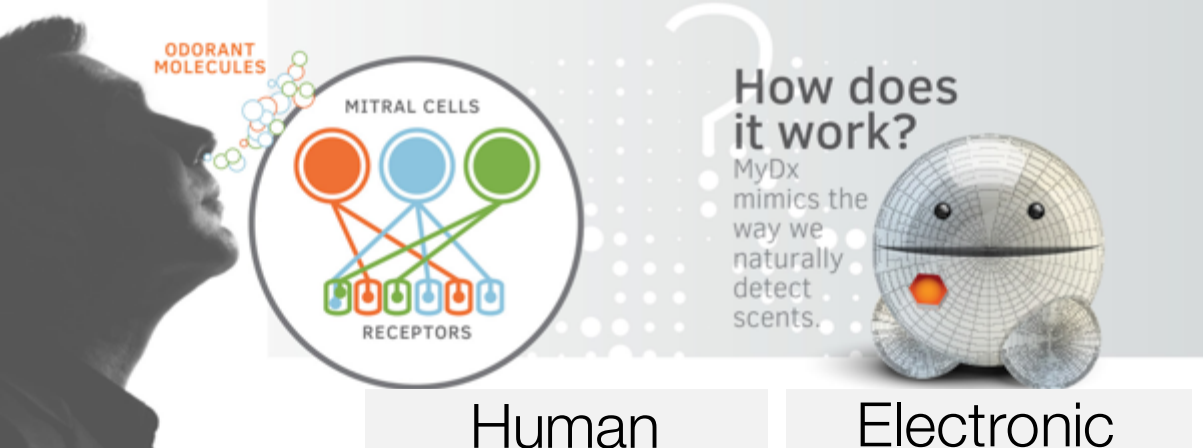 ODORANT
MOLECULES
MITRAL CELLS
RECEPTORS
How does
it work?
MyDx
mimics the
way we
naturally
detect
scents.
Human
Electronic